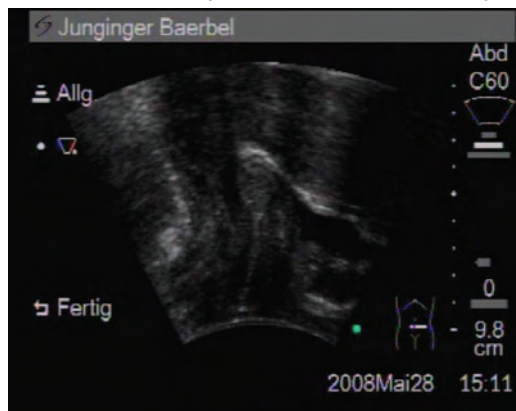 Junginger Baerbel
Abd
C60
Allg
0
Fertig
9.8
cm
2008Mai28 15:11